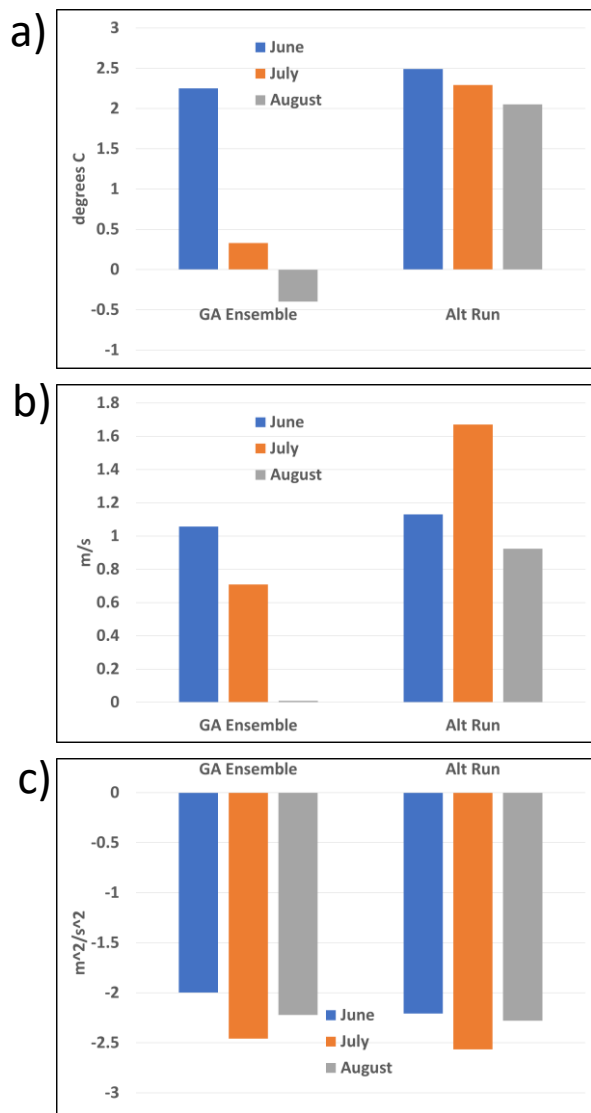 a)
3
2.5
2
1.5
1
0.5
0
-0.5
-1
degrees C
June
July
August
GA Ensemble
Alt Run
b)
1.8
1.6
1.4
1.2
1
0.8
0.6
0.4
0.2
0
m/s
June
July
August
GA Ensemble
Alt Run
c)
GA Ensemble
Alt Run
0
-0.5
-1
-1.5
-2
-2.5
-3
m^2/s^2
June
July
August